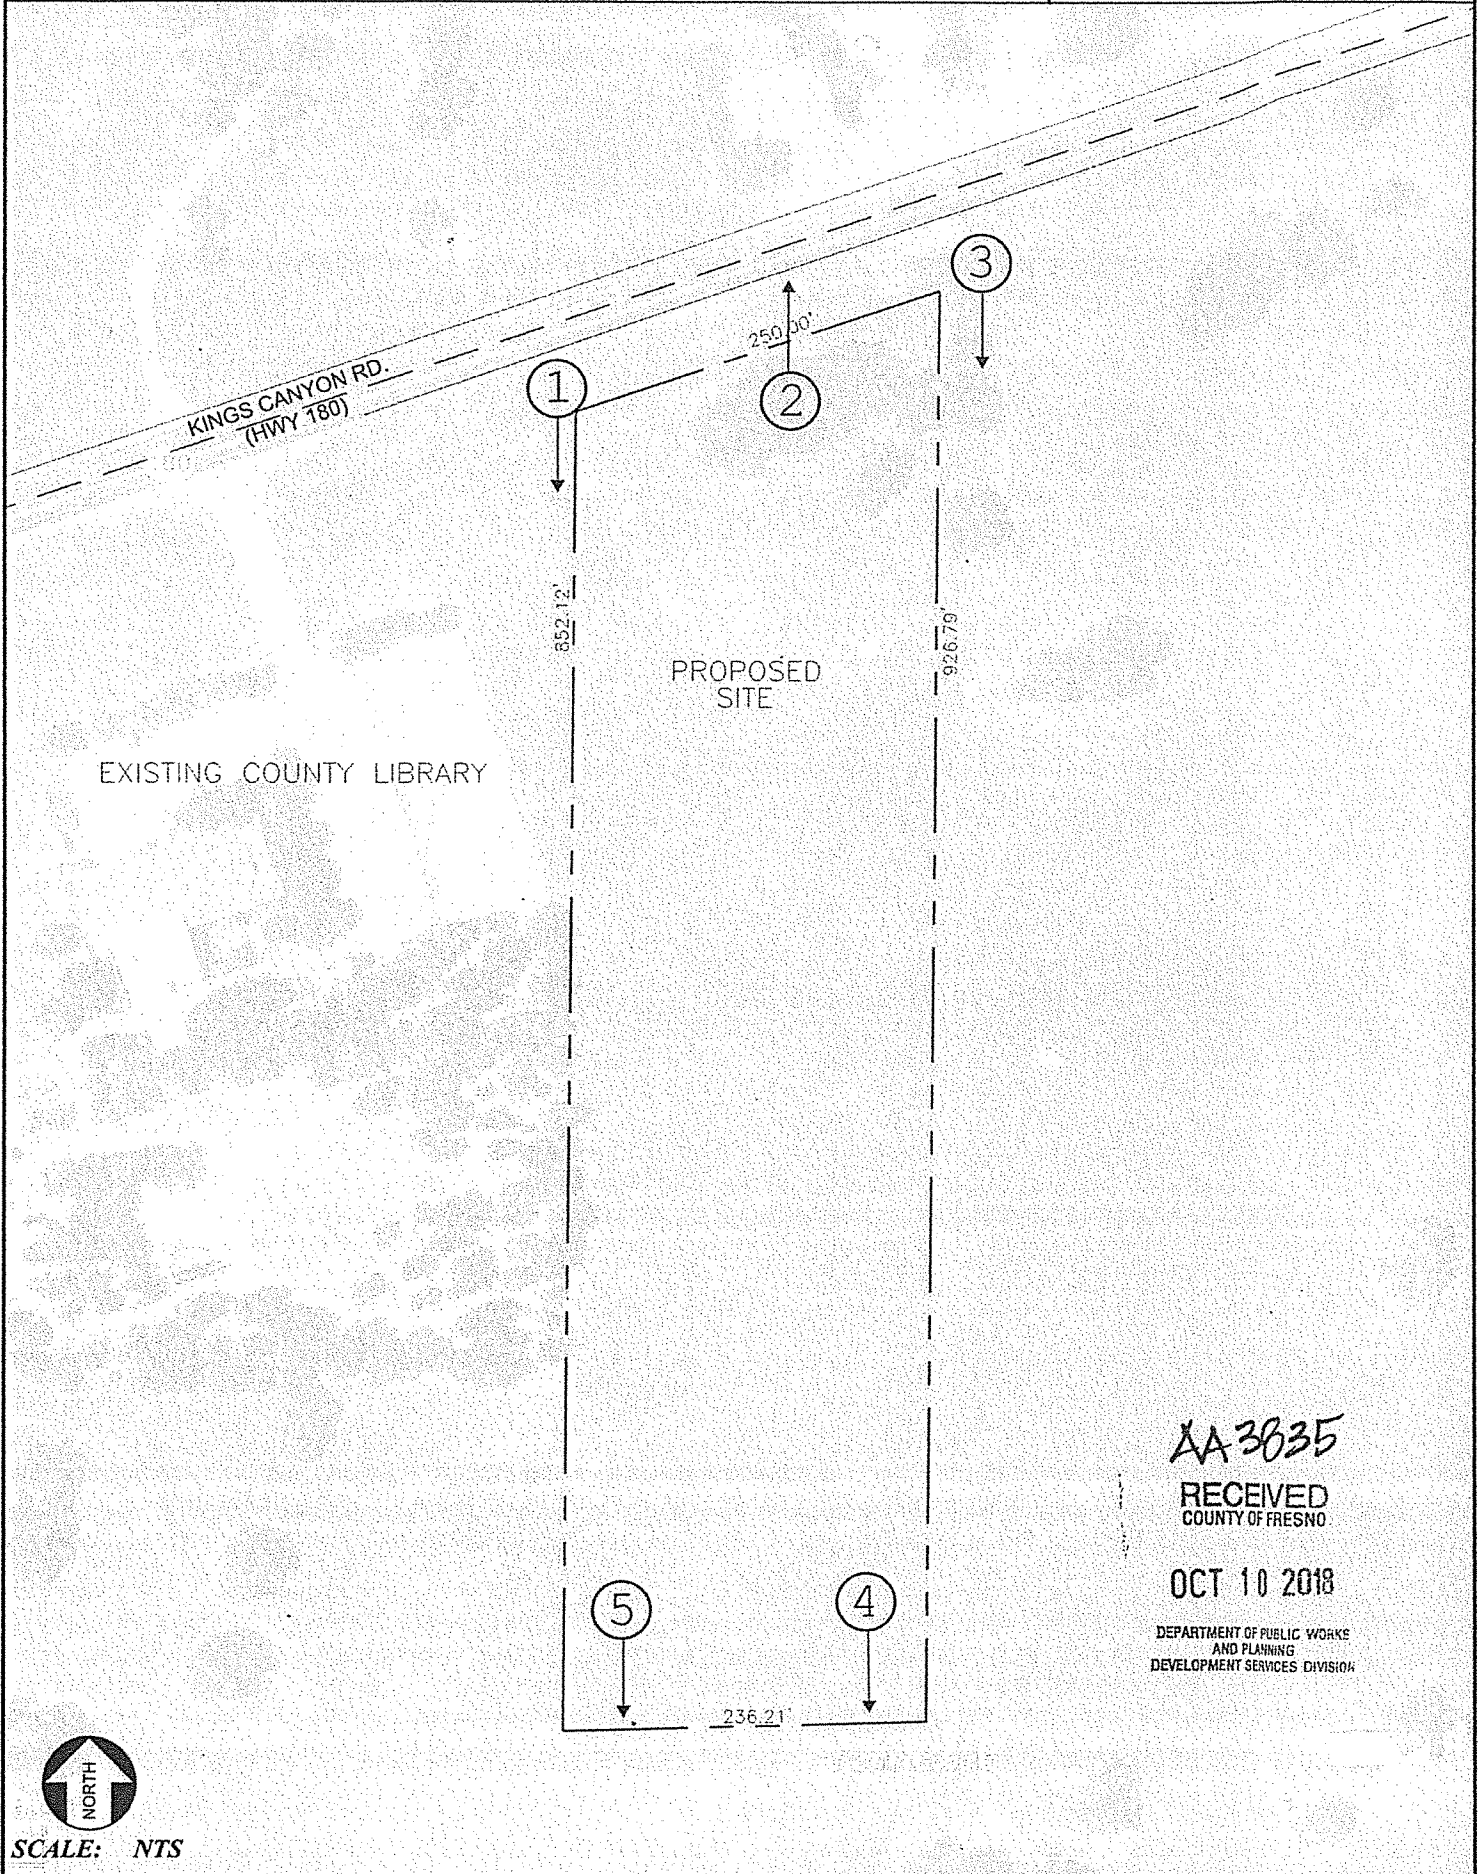 ③
250.00'
①
②
KINGS CANYON RD.
(HWY 180)
852.12'
926.79'
PROPOSED
SITE
EXISTING COUNTY LIBRARY
AA 3835
RECEIVED
COUNTY OF FRESNO
OCT 10 2018
DEPARTMENT OF PUBLIC WORKS
AND PLANNING
DEVELOPMENT SERVICES DIVISION
⑤
④
236.21'
NORTH
SCALE: NTS